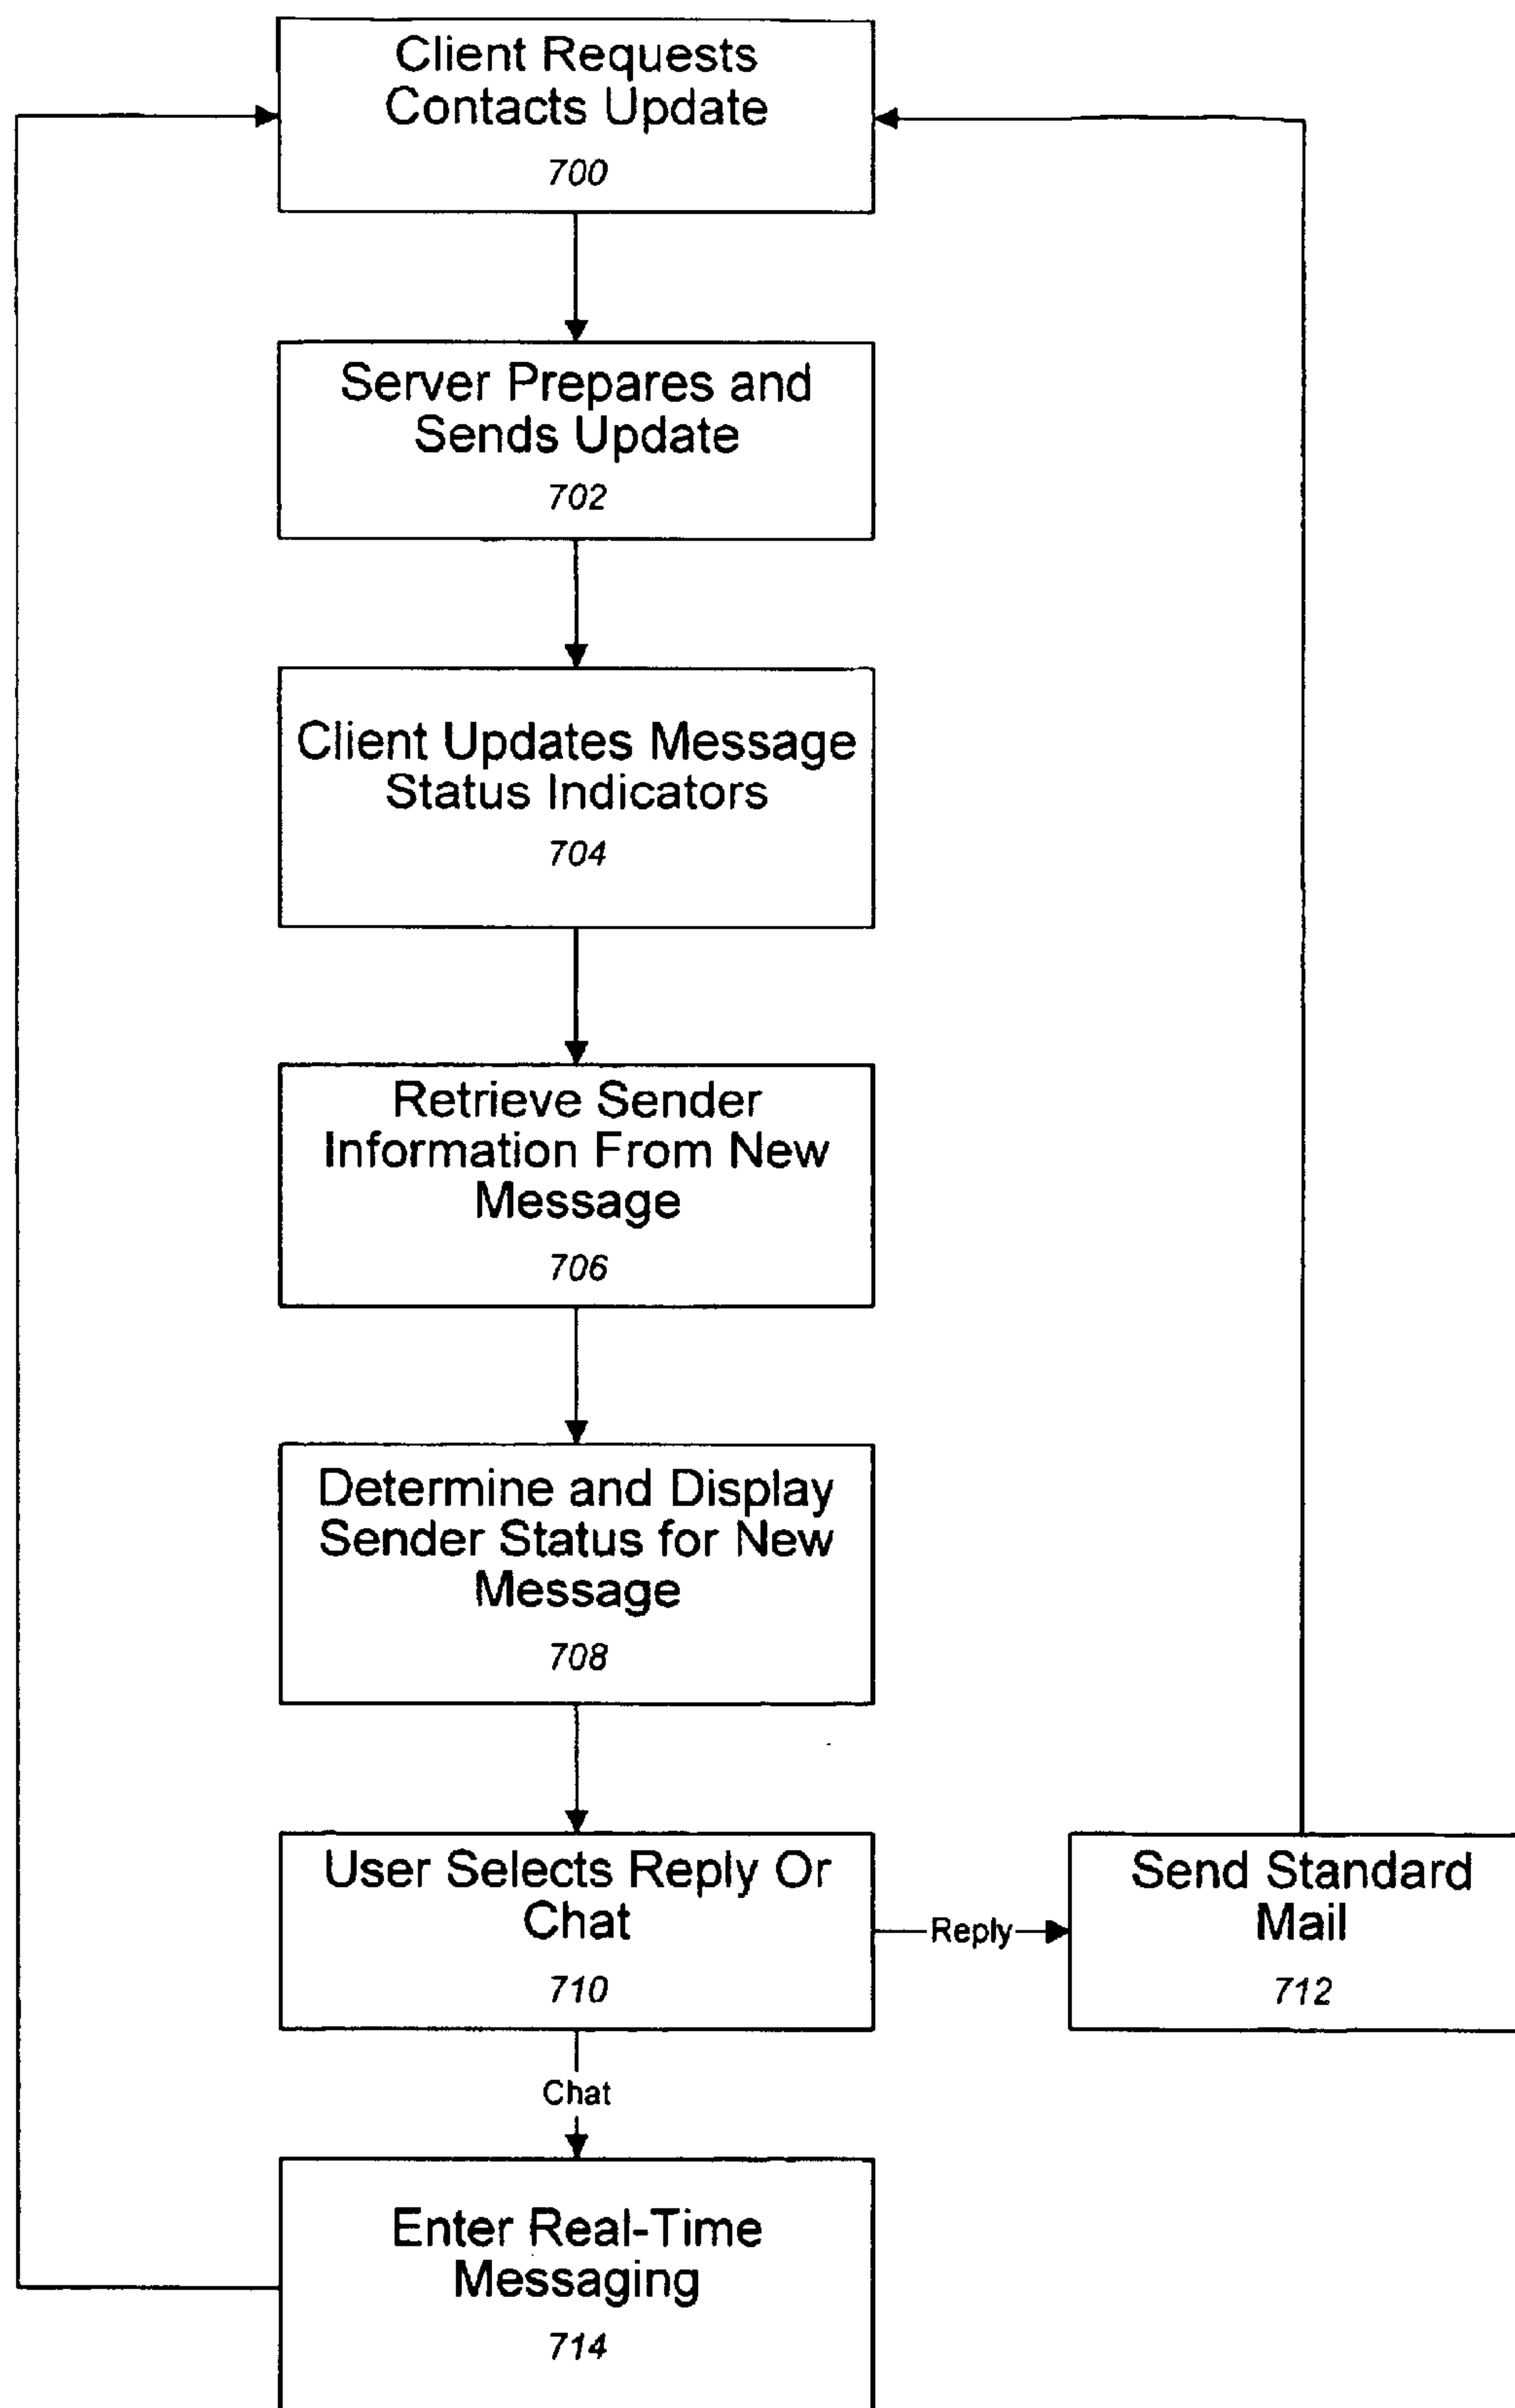 Client Requests
Contacts Update
700
Server Prepares and
Sends Update
702
Client Updates Message
Status Indicators
704
Retrieve Sender
Information From New
Message
706
Determine and Display
Sender Status for New
Message
708
User Selects Reply Or
Chat
710
Reply
Send Standard
Mail
712
Chat
Enter Real-Time
Messaging
714